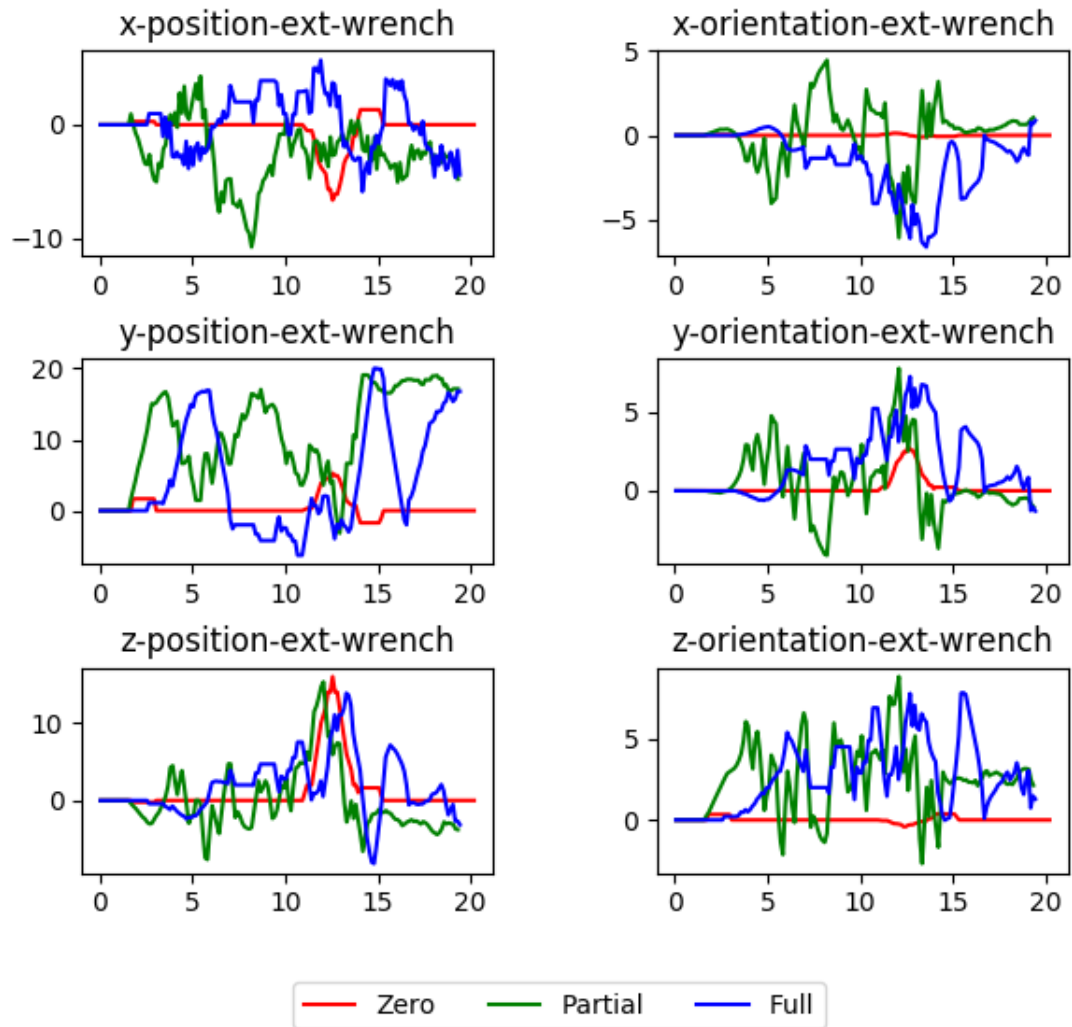 x-position-ext-wrench
0
−10
0 5 10 15 20
x-orientation-ext-wrench
5
0
−5
0 5 10 15 20
y-position-ext-wrench
20
10
0
0 5 10 15 20
y-orientation-ext-wrench
5
0
0 5 10 15 20
z-position-ext-wrench
10
0
0 5 10 15 20
z-orientation-ext-wrench
5
0
0 5 10 15 20
Zero Partial Full